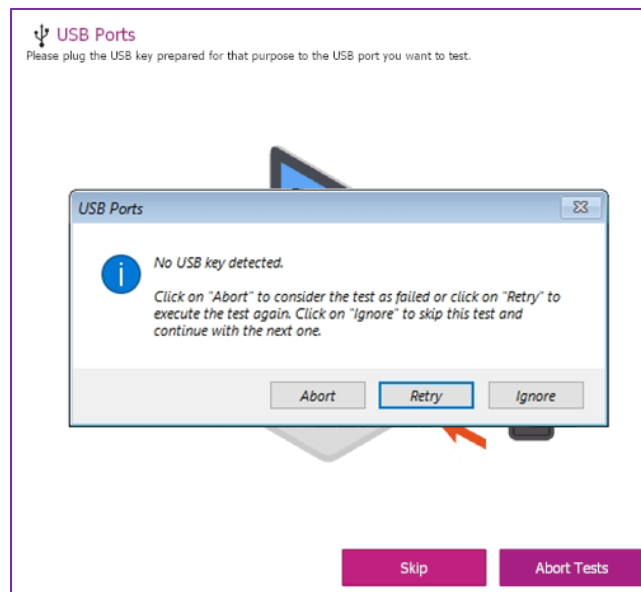 USB Ports
Please plug the USB key prepared for that purpose to the USB port you want to test.
USB Ports
No USB key detected.
Click on "Abort" to consider the test as failed or click on "Retry" to
execute the test again. Click on "Ignore" to skip this test and
continue with the next one.
Abort Retry Ignore
Skip Abort Tests